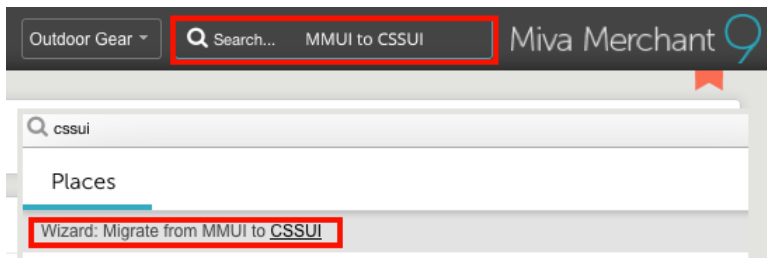 Outdoor Gear Search... MMUI to CSSUI Miva Merchant 9
cssui
Places
Wizard: Migrate from MMUI to CSSUI